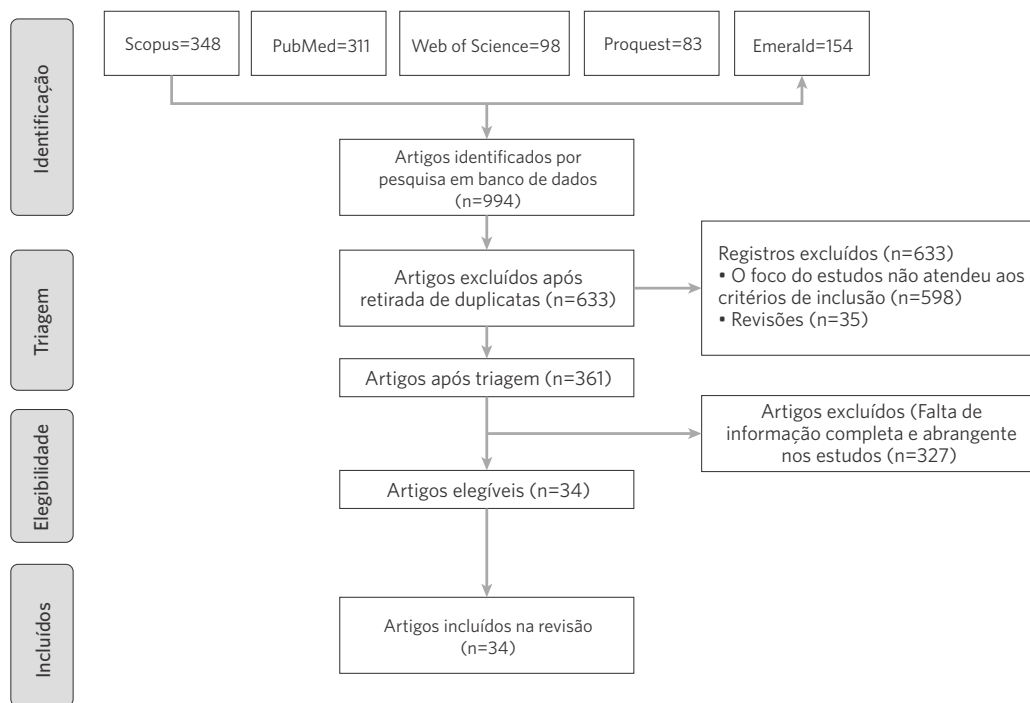 Identificação
Scopus=348
PubMed=311
Web of Science=98
Proquest=83
Emerald=154
Artigos identificados por
pesquisa em banco de dados
(n=994)
Triagem
Artigos excluídos após
retirada de duplicatas (n=633)
Registros excluídos (n=633)
• O foco do estudos não atendeu aos
critérios de inclusão (n=598)
• Revisões (n=35)
Artigos após triagem (n=361)
Elegibilidade
Artigos excluídos (Falta de
informação completa e abrangente
nos estudos (n=327)
Artigos elegíveis (n=34)
Incluídos
Artigos incluídos na revisão
(n=34)